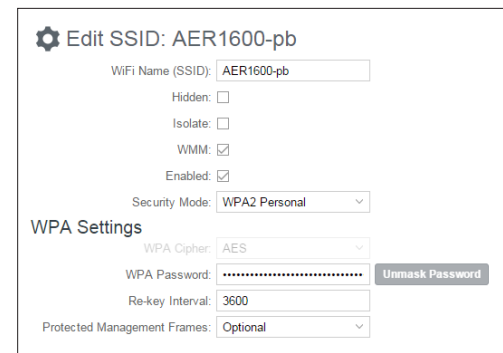 Edit SSID: AER1600-pb
WiFi Name (SSID): AER1600-pb
Hidden:
Isolate:
WMM:
Enabled:
Security Mode: WPA2 Personal
WPA Settings
WPA Cipher: AES
WPA Password: •••••••••••••••••••••••••••••••• Unmask Password
Re-key Interval: 3600
Protected Management Frames: Optional